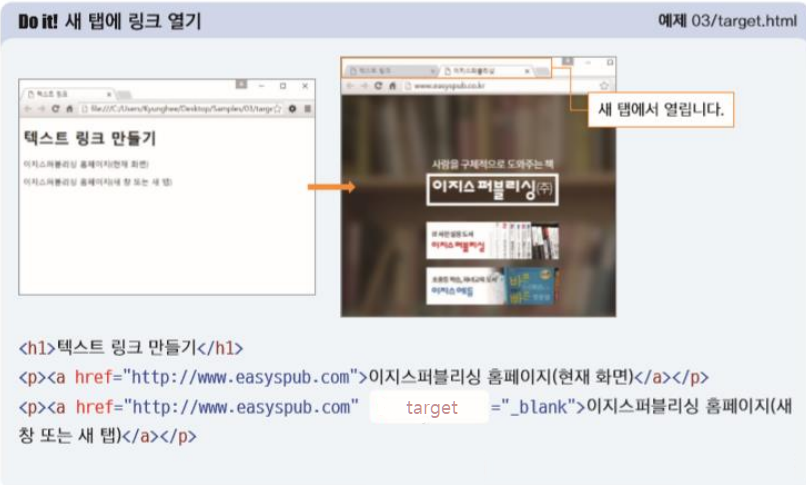 Do it! 새 탭에 링크 열기
예제 03/target.html
텍스트 링크
file:///C:/Users/Kyunghee/Desktop/Samples/03/targe
텍스트 링크 만들기
이지스퍼블리싱 홈페이지(현재 화면)
이지스퍼블리싱 홈페이지(새 창 또는 새 탭)
텍스트 링크
이지스퍼블리싱
www.easyspub.co.kr
새 탭에서 열립니다.
사람을 구체적으로 도와주는 책
이지스 퍼블리싱(주)
이지스퍼블리싱
이지스에듀
바쁜
빠른
<h1>텍스트 링크 만들기</h1>
<p><a href="http://www.easyspub.com">이지스퍼블리싱 홈페이지(현재 화면)</a></p>
<p><a href="http://www.easyspub.com" target ="_blank">이지스퍼블리싱 홈페이지(새
창 또는 새 탭)</a></p>